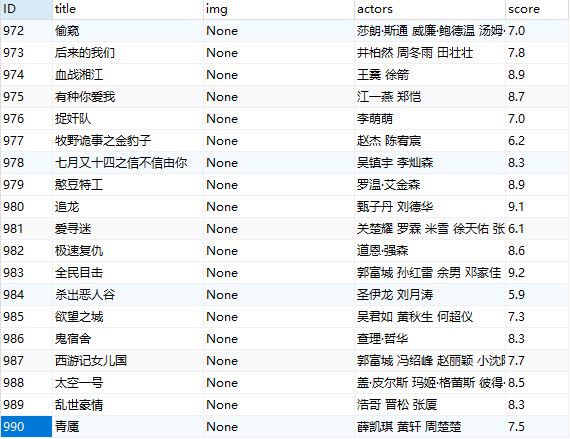 ID title img actors score
972 偷窥 None 莎朗·斯通 威廉·鲍德温 汤姆· 7.0
973 后来的我们 None 井柏然 周冬雨 田壮壮 7.8
974 血战湘江 None 王霙 徐箭 8.9
975 有种你爱我 None 江一燕 郑恺 8.7
976 捉奸队 None 李萌萌 7.0
977 牧野诡事之金豹子 None 赵杰 陈宥宸 6.2
978 七月又十四之信不信由你 None 吴镇宇 李灿森 8.3
979 憨豆特工 None 罗温·艾金森 8.9
980 追龙 None 甄子丹 刘德华 9.1
981 爱寻迷 None 关楚耀 罗霖 米雪 徐天佑 张 6.1
982 极速复仇 None 道恩·强森 8.6
983 全民目击 None 郭富城 孙红雷 余男 邓家佳 9.2
984 杀出恶人谷 None 圣伊龙 刘月涛 5.9
985 欲望之城 None 吴君如 黄秋生 何超仪 7.3
986 鬼宿舍 None 查理·哲华 8.3
987 西游记女儿国 None 郭富城 冯绍峰 赵丽颖 小沈阳 7.7
988 太空一号 None 盖·皮尔斯 玛姬·格蕾斯 彼得· 8.5
989 乱世豪情 None 浩哥 晋松 张厦 8.3
990 青魇 None 薛凯琪 黄轩 周楚楚 7.5